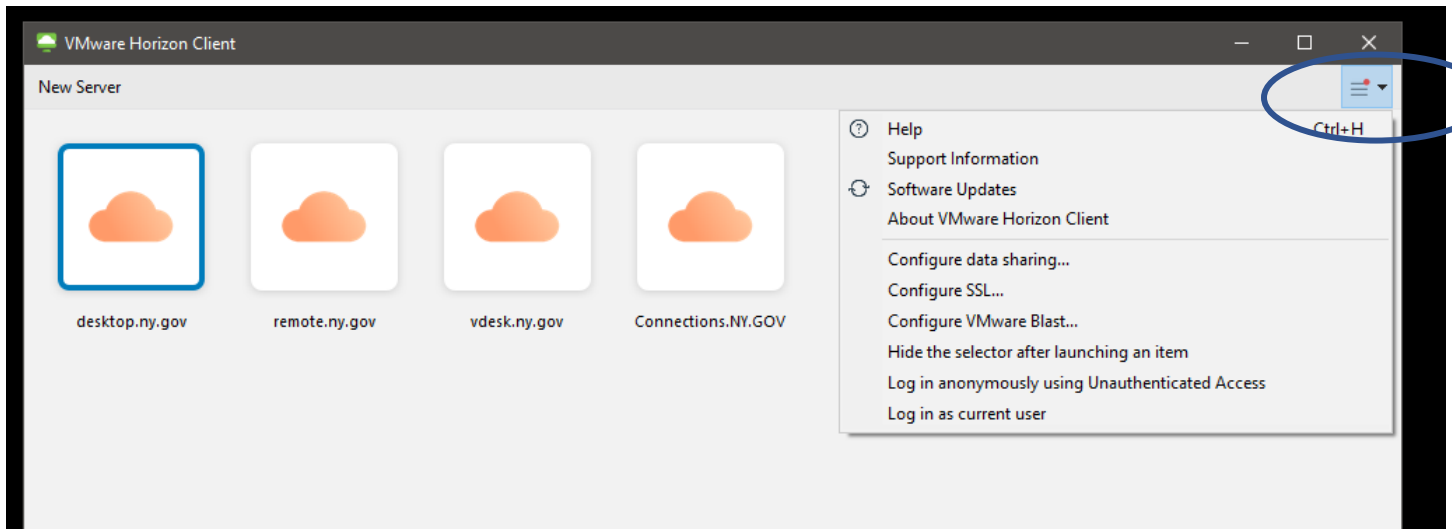 VMware Horizon Client
New Server
Help Ctrl+H
Support Information
Software Updates
About VMware Horizon Client
Configure data sharing...
Configure SSL...
Configure VMware Blast...
Hide the selector after launching an item
Log in anonymously using Unauthenticated Access
Log in as current user
desktop.ny.gov
remote.ny.gov
vdesk.ny.gov
Connections.NY.GOV